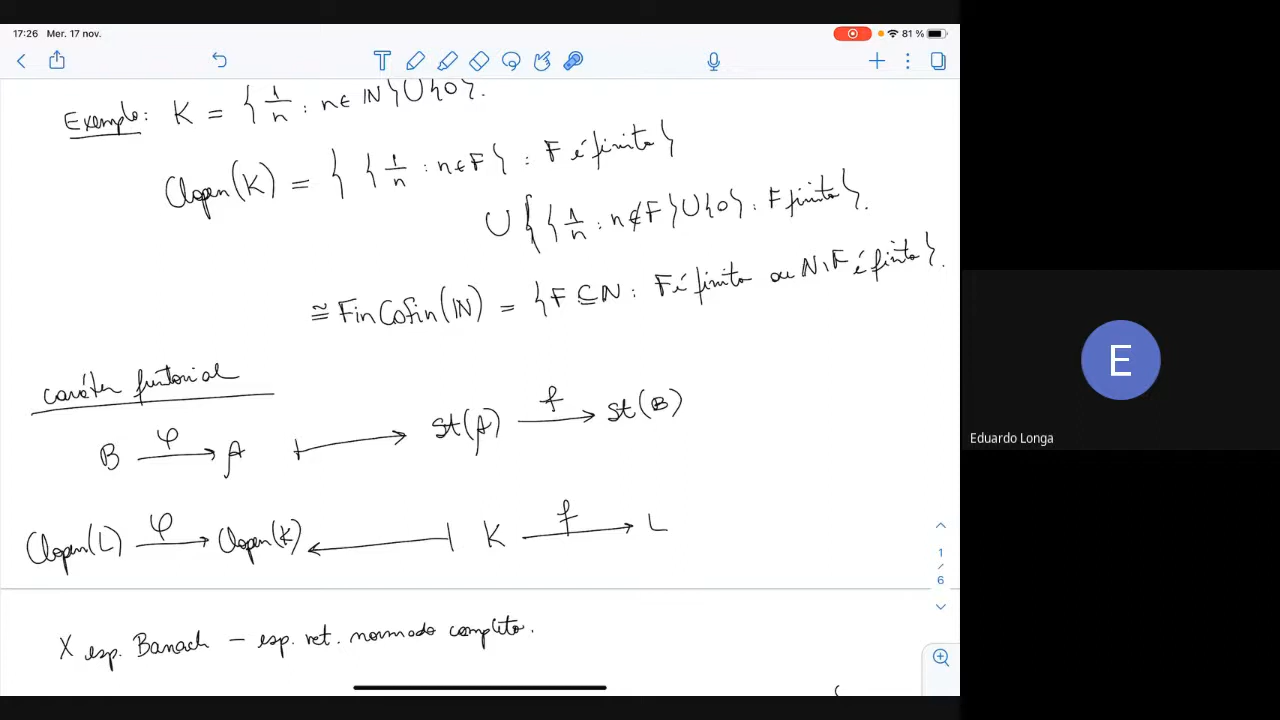 17:26 Mer. 17 nov. 81 %
Exemplo: K = { 1/n : n ∈ ℕ } ∪ {0}.
Clopen(K) = { { 1/n : n ∈ F } : F é finito }
∪ { { 1/n : n ∉ F } ∪ {0} : F finito }.
≅ FinCofin(ℕ) = { F ⊆ ℕ : F é finito ou ℕ \ F é finito }.
caráter funtorial
B —φ→ A ⟼ St(A) —f→ St(B)
Clopen(L) —φ→ Clopen(K) ⟻ K —f→ L
X esp. Banach – esp. vet. normado completo.
1
/
6
E
Eduardo Longa